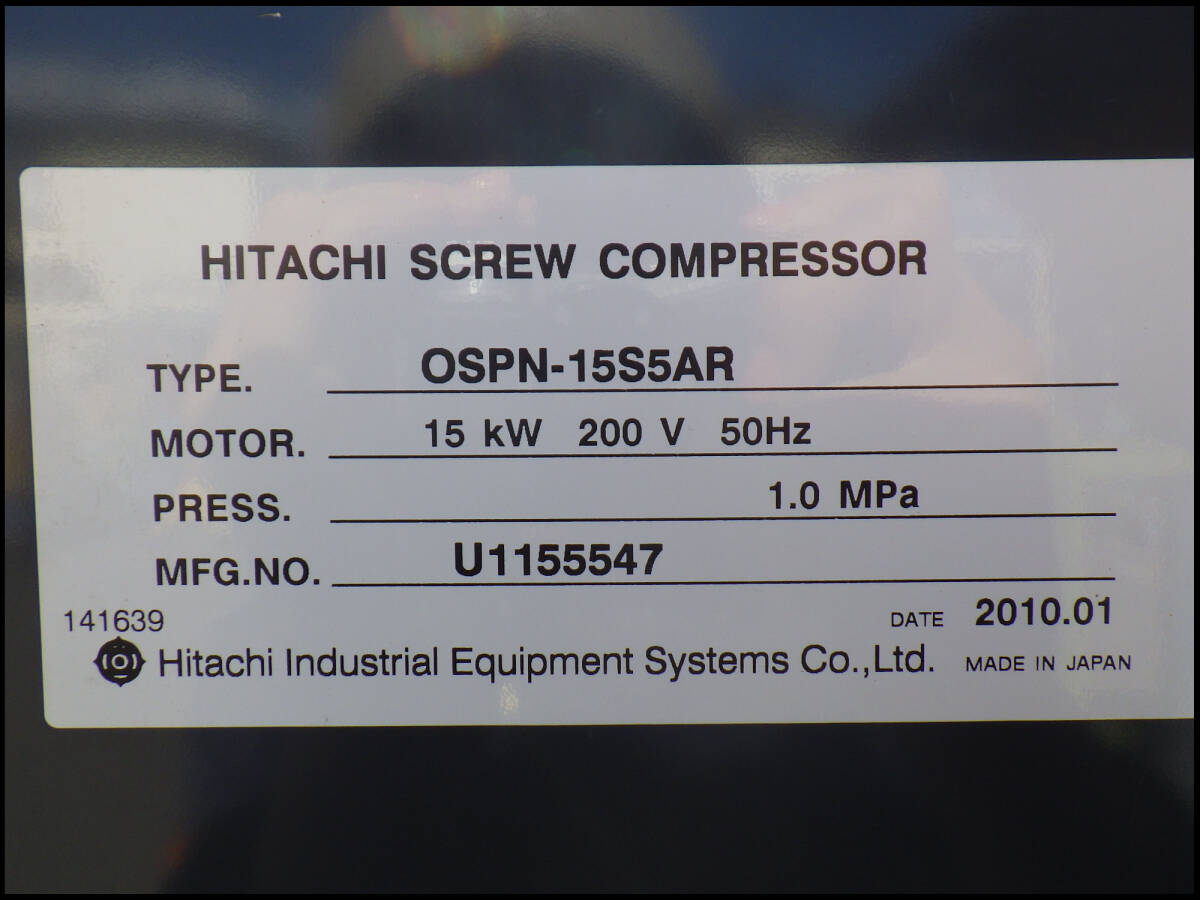 HITACHI SCREW COMPRESSOR
TYPE. OSPN-15S5AR
MOTOR. 15 kW 200 V 50Hz
PRESS. 1.0 MPa
MFG.NO. U1155547
141639 DATE 2010.01
Hitachi Industrial Equipment Systems Co.,Ltd. MADE IN JAPAN